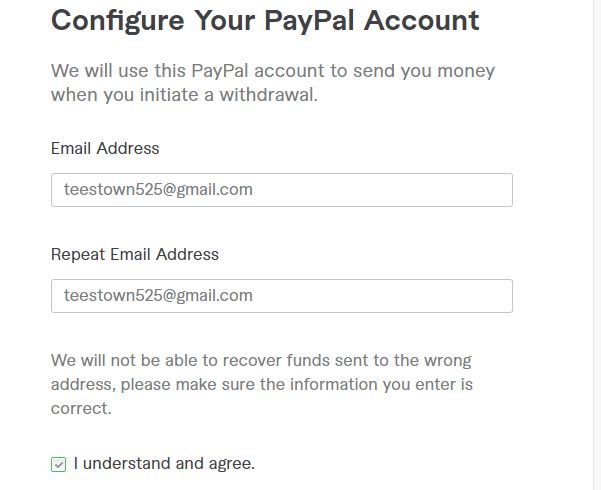 Configure Your PayPal Account
We will use this PayPal account to send you money
when you initiate a withdrawal.
Email Address
teestown525@gmail.com
Repeat Email Address
teestown525@gmail.com
We will not be able to recover funds sent to the wrong
address, please make sure the information you enter is
correct.
I understand and agree.